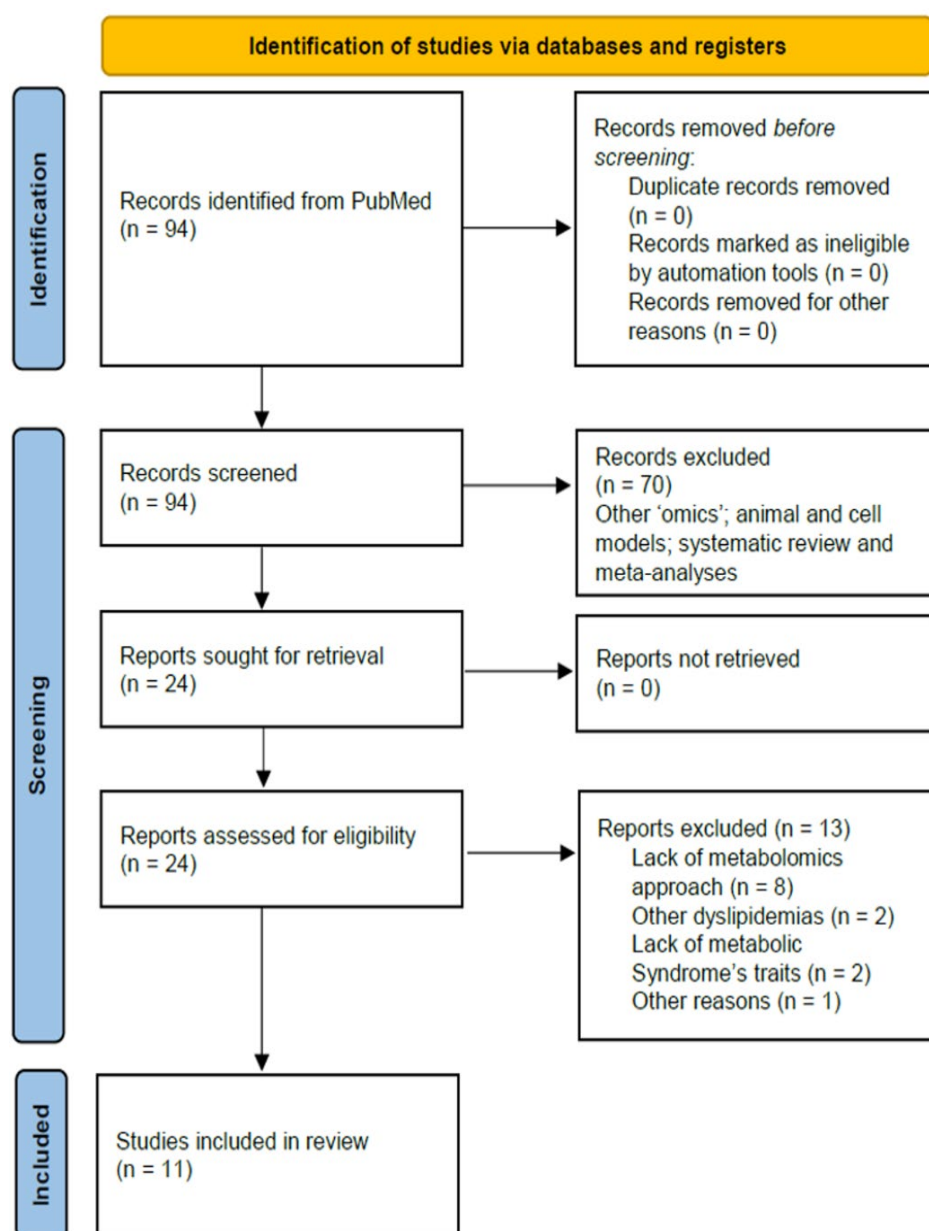 Identification of studies via databases and registers
Identification
Records identified from PubMed
(n = 94)
Records removed before
screening:
Duplicate records removed
(n = 0)
Records marked as ineligible
by automation tools (n = 0)
Records removed for other
reasons (n = 0)
Screening
Records screened
(n = 94)
Records excluded
(n = 70)
Other ‘omics’; animal and cell
models; systematic review and
meta-analyses
Reports sought for retrieval
(n = 24)
Reports not retrieved
(n = 0)
Reports assessed for eligibility
(n = 24)
Reports excluded (n = 13)
Lack of metabolomics
approach (n = 8)
Other dyslipidemias (n = 2)
Lack of metabolic
Syndrome’s traits (n = 2)
Other reasons (n = 1)
Included
Studies included in review
(n = 11)